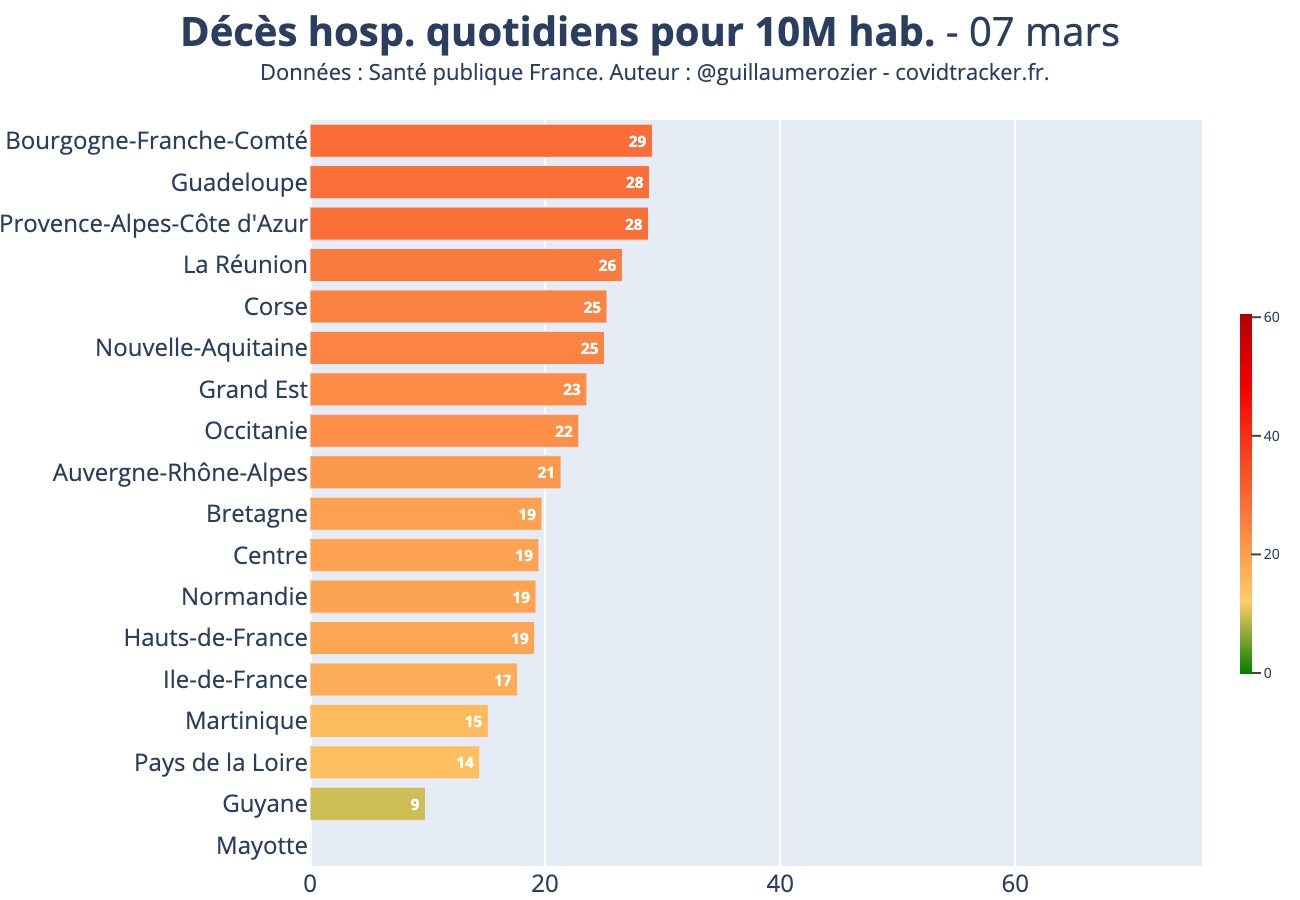 Décès hosp. quotidiens pour 10M hab. - 07 mars
Données : Santé publique France. Auteur : @guillaumerozier - covidtracker.fr.
Bourgogne-Franche-Comté 29
Guadeloupe 28
Provence-Alpes-Côte d'Azur 28
La Réunion 26
Corse 25
Nouvelle-Aquitaine 25
Grand Est 23
Occitanie 22
Auvergne-Rhône-Alpes 21
Bretagne 19
Centre 19
Normandie 19
Hauts-de-France 19
Ile-de-France 17
Martinique 15
Pays de la Loire 14
Guyane 9
Mayotte
0 20 40 60
60
40
20
0